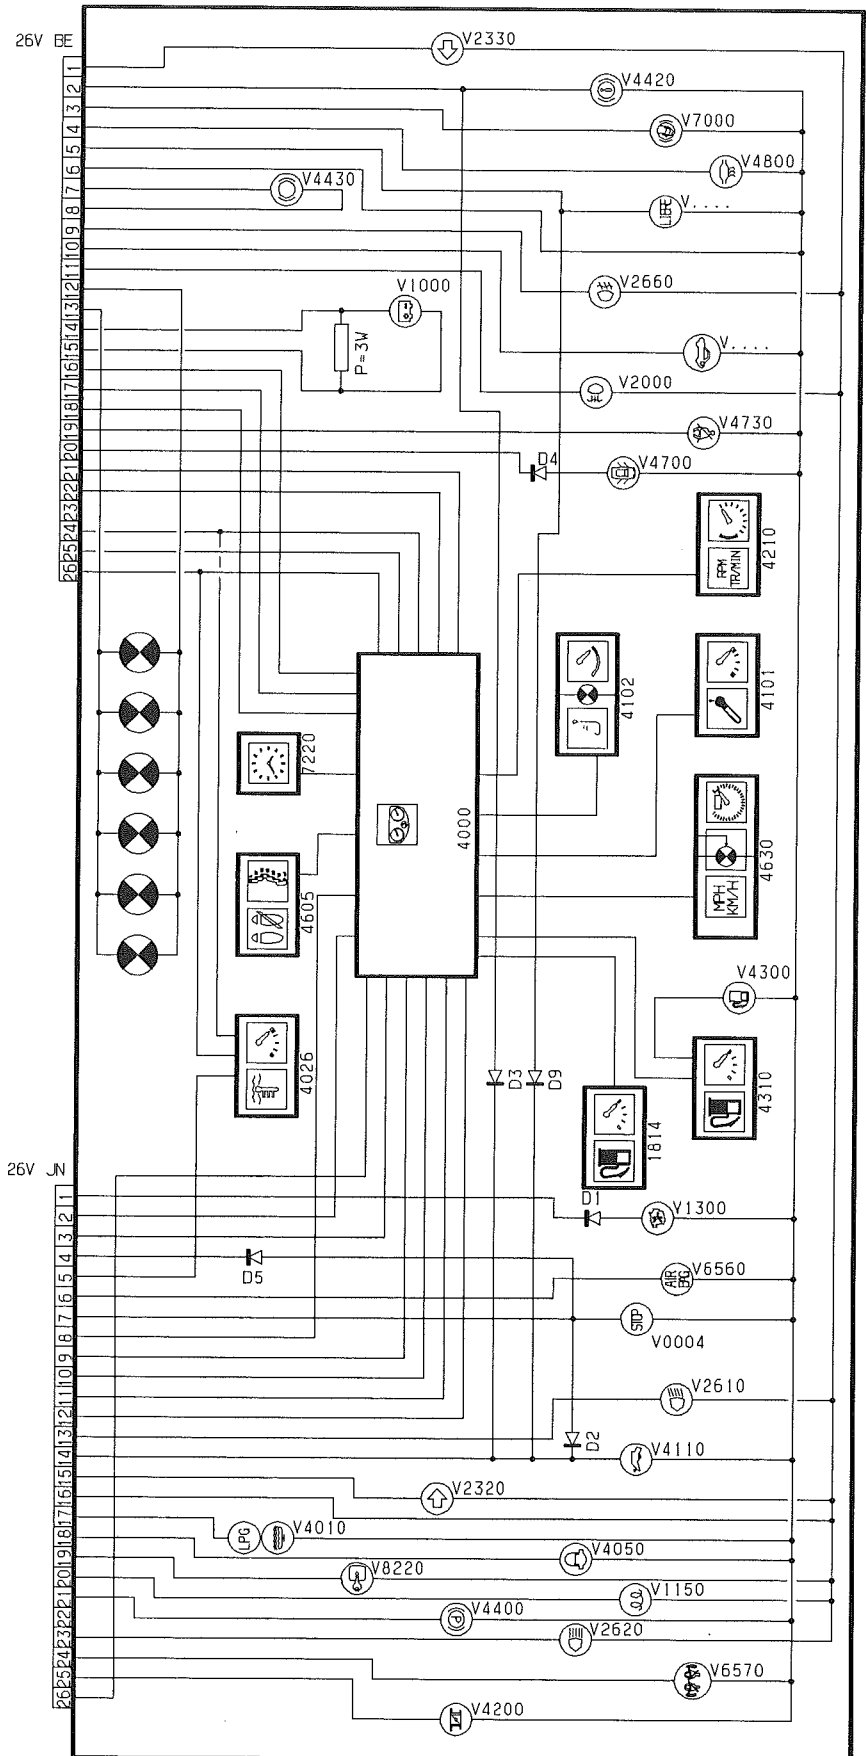 26V BE
1
2
3
4
5
6
7
8
9
10
11
12
13
14
15
16
17
18
19
20
21
22
23
24
25
26
V2330
V4420
V7000
V4800
V4430
LIBRE
V....
V2660
V1000
P=3W
V....
V2000
V4730
D4
V4700
RPM
TR/MIN
4210
4102
4101
7220
4000
MPH
KM/H
4630
4605
V4300
4026
D3
D9
4310
1814
26V JN
1
2
3
4
5
6
7
8
9
10
11
12
13
14
15
16
17
18
19
20
21
22
23
24
25
26
D1
V1300
D5
AIR
BAG
V6560
STOP
V0004
V2610
D2
V4110
V2320
LPG
V4010
V4050
V8220
V1150
P
V4400
V2620
V6570
V4200